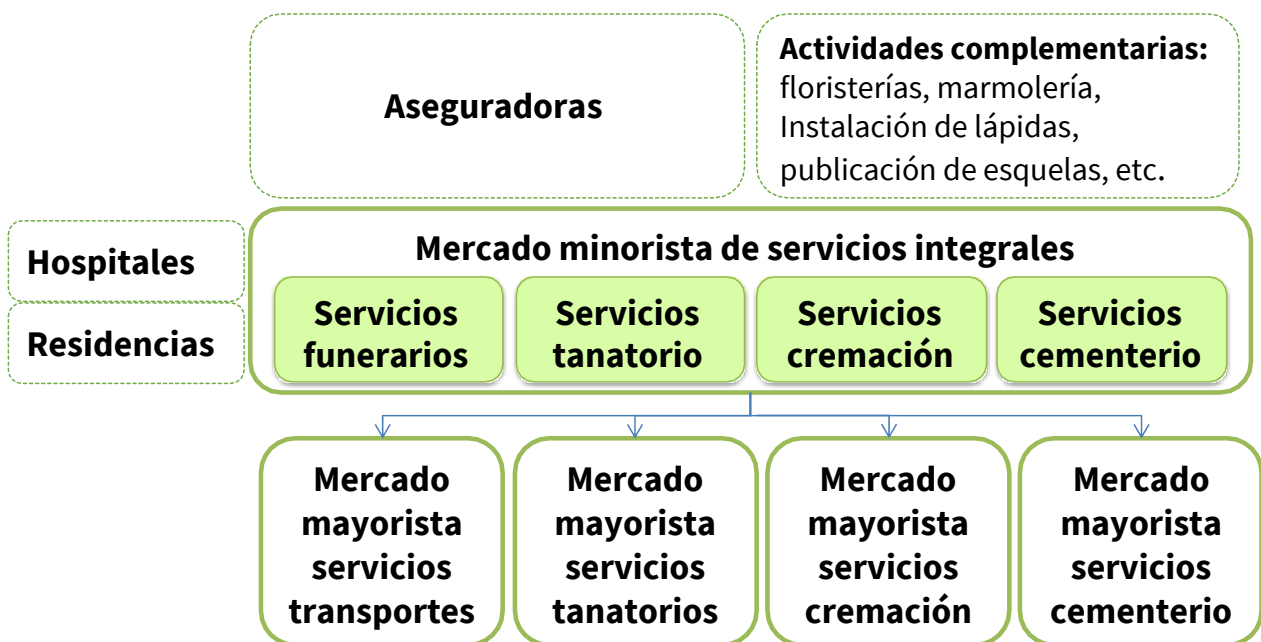 Aseguradoras
Actividades complementarias:
floristerías, marmolería,
Instalación de lápidas,
publicación de esquelas, etc.
Hospitales
Residencias
Mercado minorista de servicios integrales
Servicios
funerarios
Servicios
tanatorio
Servicios
cremación
Servicios
cementerio
Mercado
mayorista
servicios
transportes
Mercado
mayorista
servicios
tanatorios
Mercado
mayorista
servicios
cremación
Mercado
mayorista
servicios
cementerio